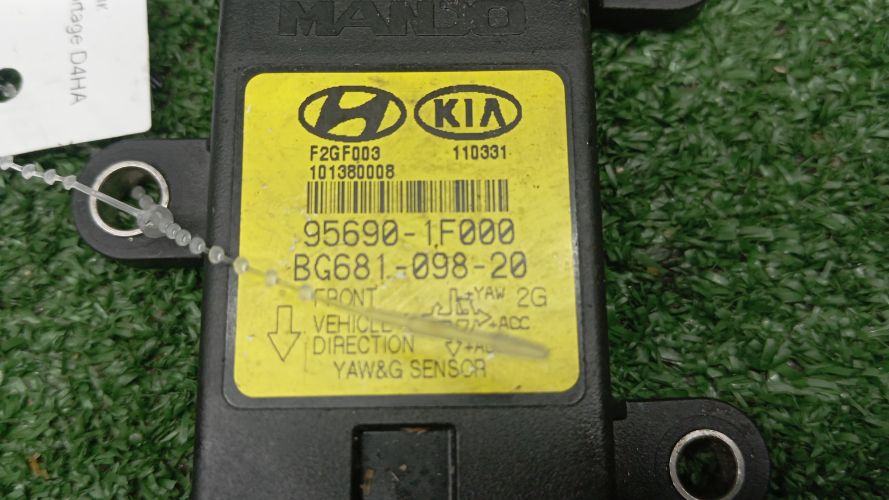 rtage D4HA
MANDO
KIA
F2GF003 110331
101380008
95690-1F000
BG681-098-20
FRONT +YAW 2G
VEHICLE +ACC
DIRECTION
YAW&G SENSOR